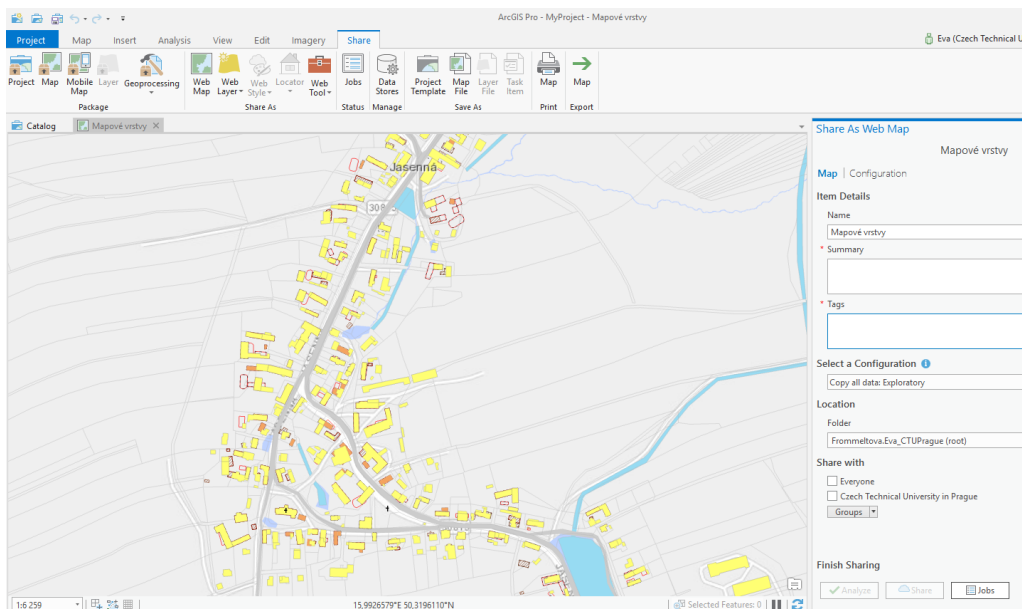 ArcGIS Pro - MyProject - Mapové vrstvy
Project Map Insert Analysis View Edit Imagery Share
Eva (Czech Technical U
Project Map Mobile Map Layer Geoprocessing
Package
Web Map Web Layer Web Style Locator Web Tool
Share As
Jobs
Status
Data Stores
Manage
Project Template Map File Layer File Task Item
Save As
Map
Print
Map
Export
Catalog Mapové vrstvy
Share As Web Map
Mapové vrstvy
Map | Configuration
Item Details
Name
Mapové vrstvy
* Summary
* Tags
Select a Configuration
Copy all data: Exploratory
Location
Folder
Frommeltova.Eva_CTUPrague (root)
Share with
Everyone
Czech Technical University in Prague
Groups
Finish Sharing
Analyze Share Jobs
Jasenná
30815
1:6 259
15,9926579°E 50,3196110°N
Selected Features: 0